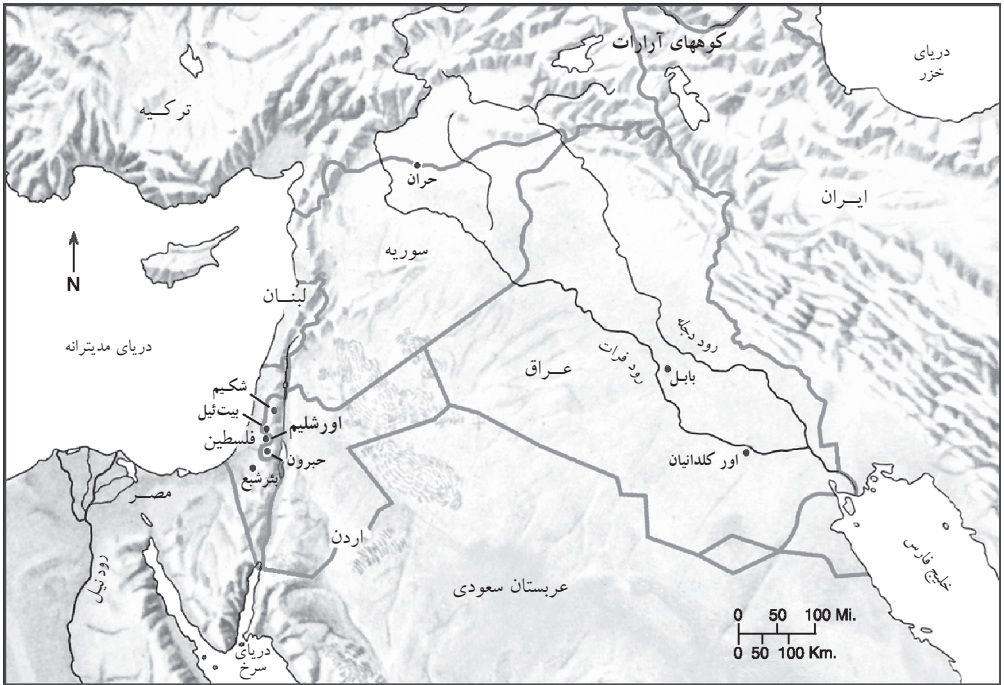 کوههای آرارات
دریای
خزر
ترکیه
حران
ایران
سوریه
N
لبنان
رود دجله
دریای مدیترانه
رود فرات
عراق
بابل
شکیم
بیت‌ئیل
اورشلیم
فلسطین
حبرون
بئرشبع
اور کلدانیان
مصر
اردن
خلیج فارس
رود نیل
عربستان سعودی
دریای
سرخ
0 50 100 Mi.
0 50 100 Km.